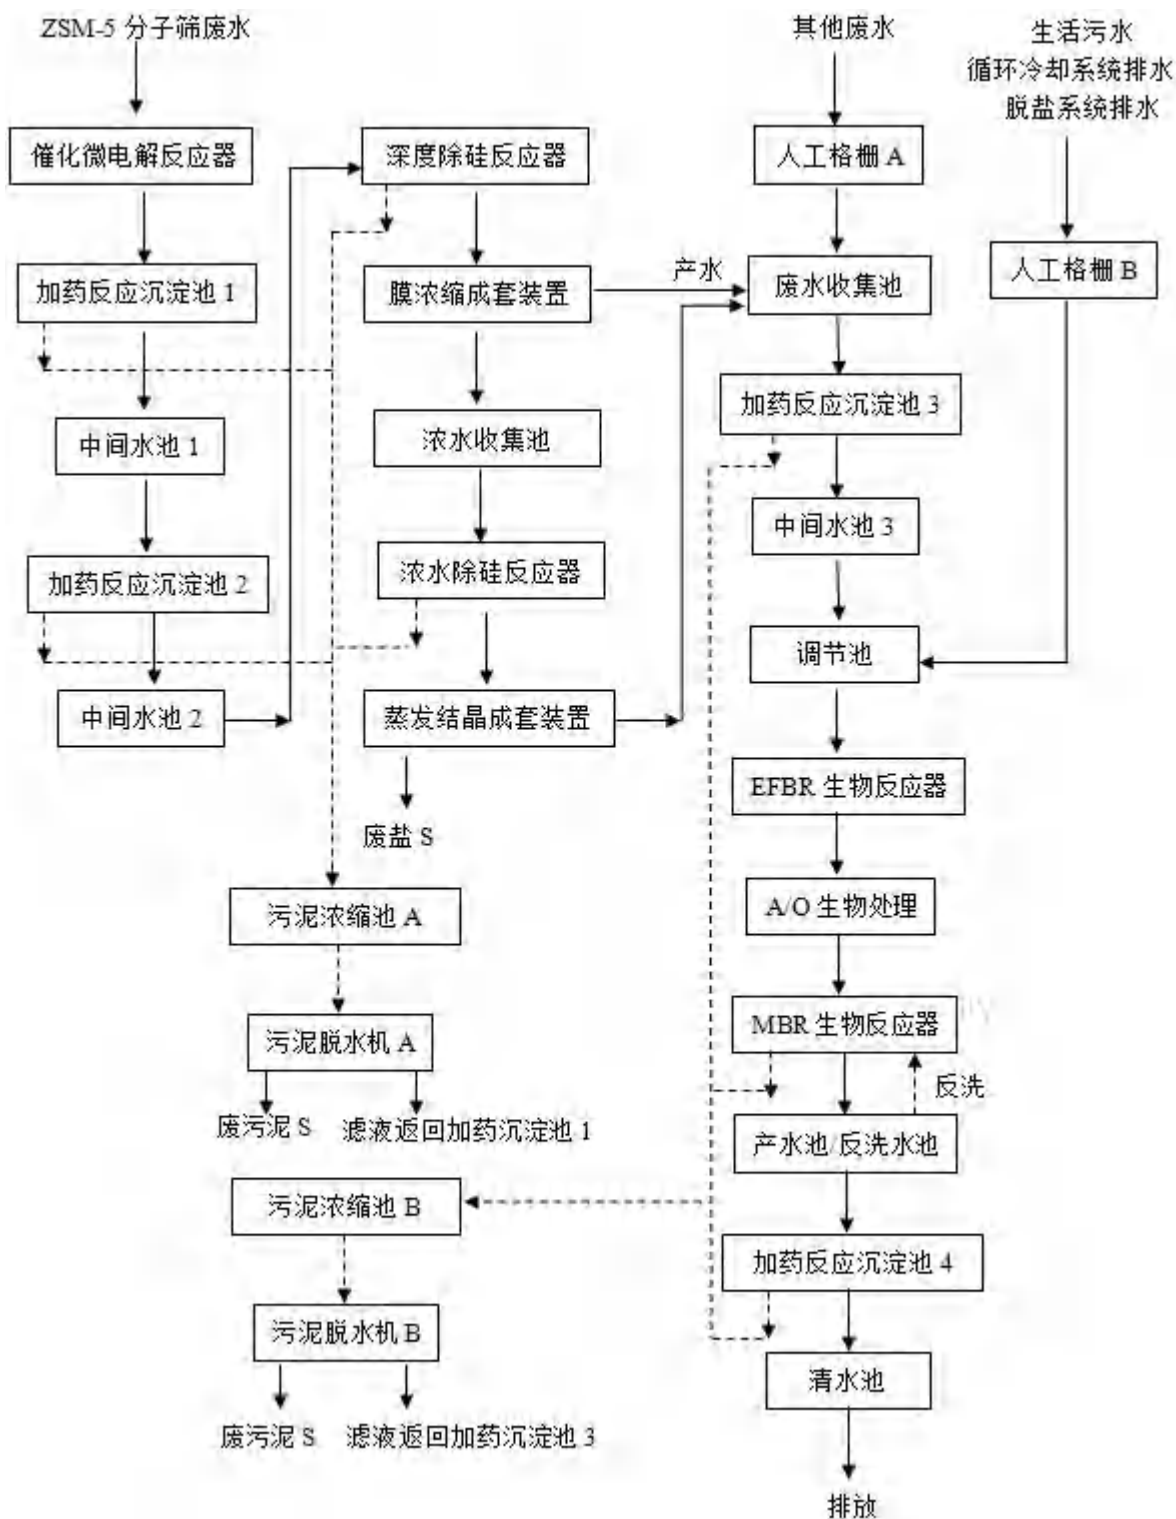 ZSM-5 分子筛废水
其他废水
生活污水
循环冷却系统排水
脱盐系统排水
催化微电解反应器
深度除硅反应器
人工格栅 A
加药反应沉淀池 1
膜浓缩成套装置
产水
废水收集池
人工格栅 B
中间水池 1
浓水收集池
加药反应沉淀池 3
中间水池 3
加药反应沉淀池 2
浓水除硅反应器
调节池
中间水池 2
蒸发结晶成套装置
EFBR 生物反应器
废盐 S
污泥浓缩池 A
A/O 生物处理
污泥脱水机 A
MBR 生物反应器
反洗
废污泥 S
滤液返回加药沉淀池 1
产水池/反洗水池
污泥浓缩池 B
加药反应沉淀池 4
污泥脱水机 B
清水池
废污泥 S
滤液返回加药沉淀池 3
排放